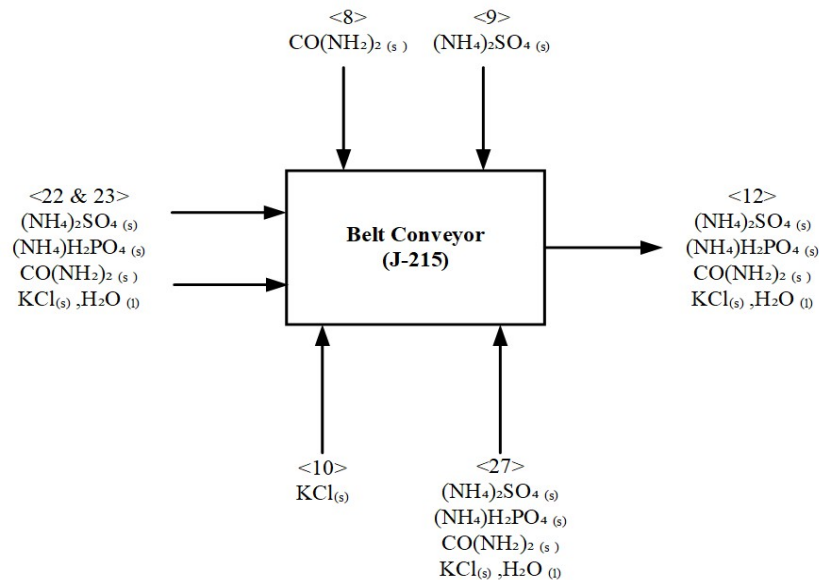 <8>
CO(NH₂)₂ (s)
<9>
(NH₄)₂SO₄ (s)
<22 & 23>
(NH₄)₂SO₄ (s)
(NH₄)H₂PO₄ (s)
CO(NH₂)₂ (s)
KCl(s) ,H₂O (l)
Belt Conveyor
(J-215)
<12>
(NH₄)₂SO₄ (s)
(NH₄)H₂PO₄ (s)
CO(NH₂)₂ (s)
KCl(s) ,H₂O (l)
<10>
KCl(s)
<27>
(NH₄)₂SO₄ (s)
(NH₄)H₂PO₄ (s)
CO(NH₂)₂ (s)
KCl(s) ,H₂O (l)